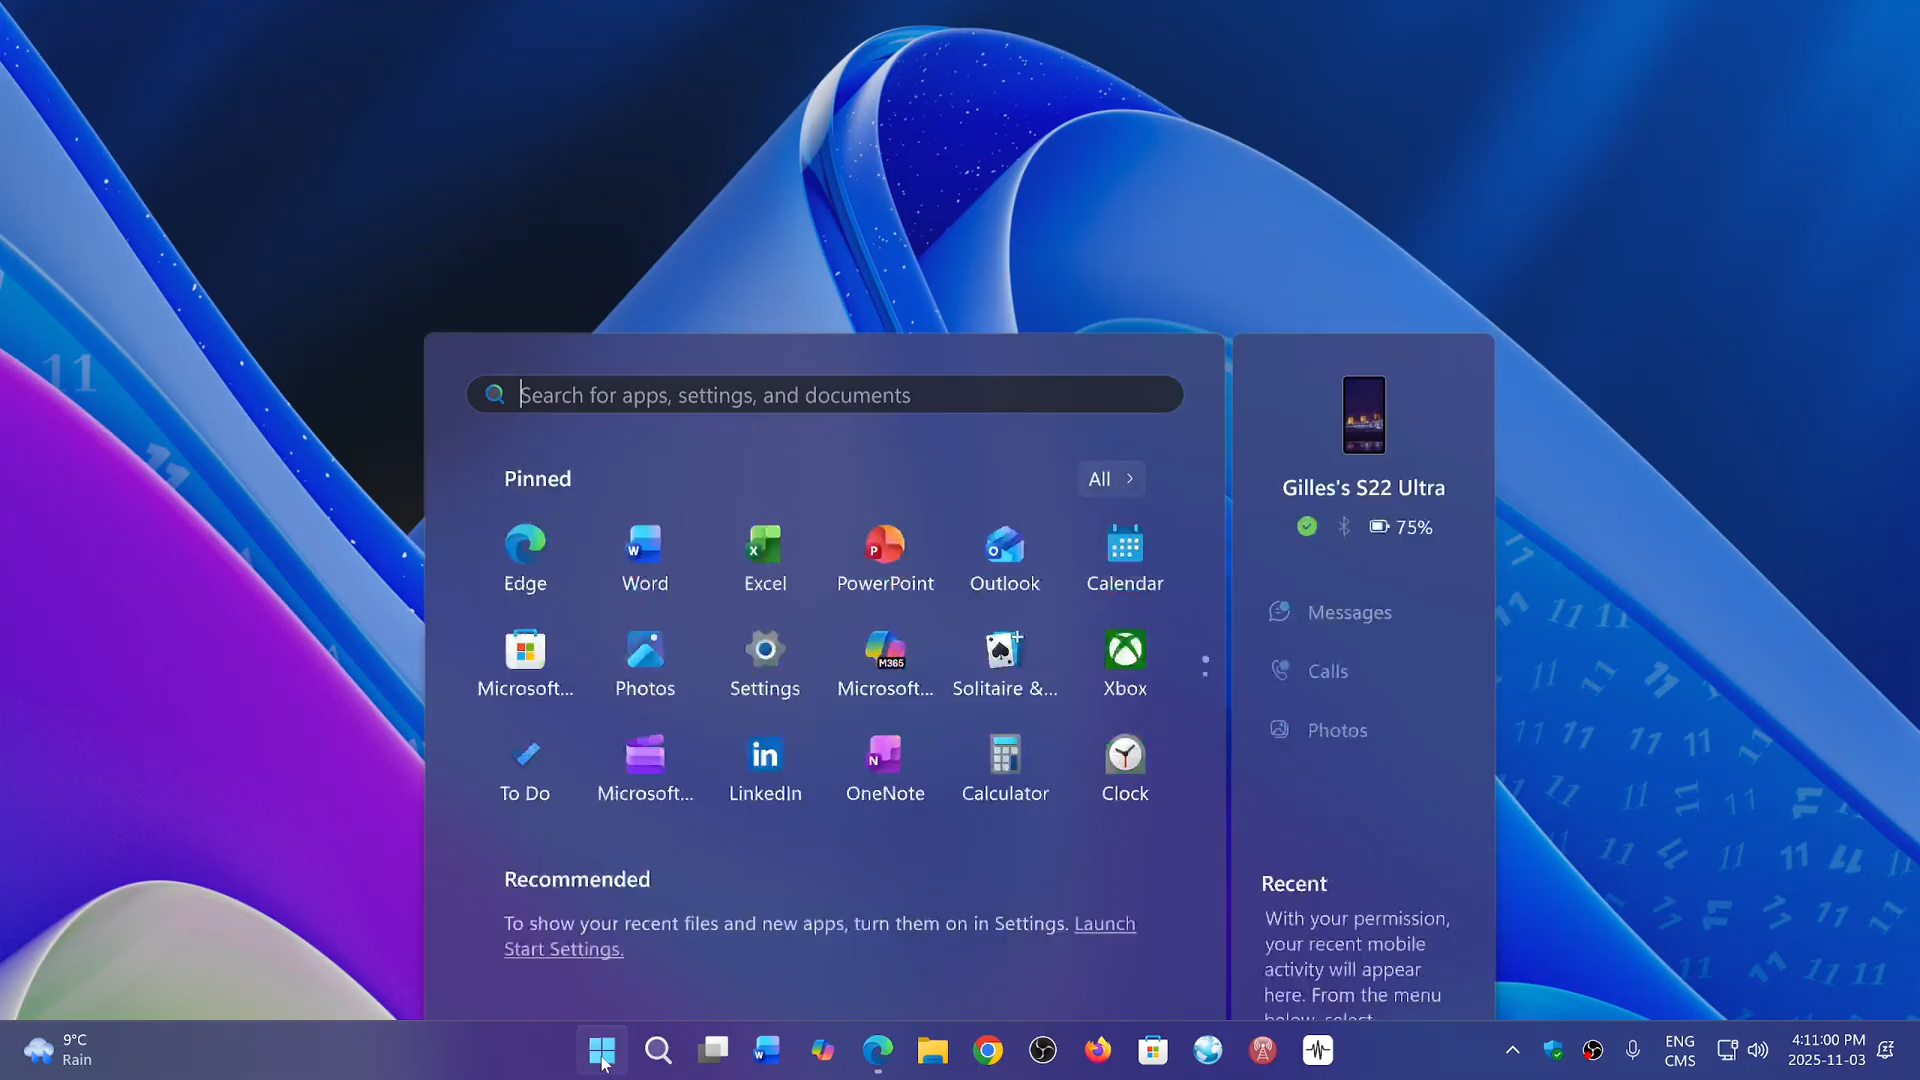 11
Search for apps, settings, and documents
Pinned
All
Edge
Word
Excel
PowerPoint
Outlook
Calendar
Microsoft...
Photos
Settings
M365
Microsoft...
Solitaire &...
Xbox
To Do
Microsoft...
LinkedIn
OneNote
Calculator
Clock
Recommended
To show your recent files and new apps, turn them on in Settings. Launch
Start Settings.
Gilles's S22 Ultra
75%
Messages
Calls
Photos
Recent
With your permission,
your recent mobile
activity will appear
here. From the menu
below, select
9°C
Rain
ENG
CMS
4:11:00 PM
2025-11-03